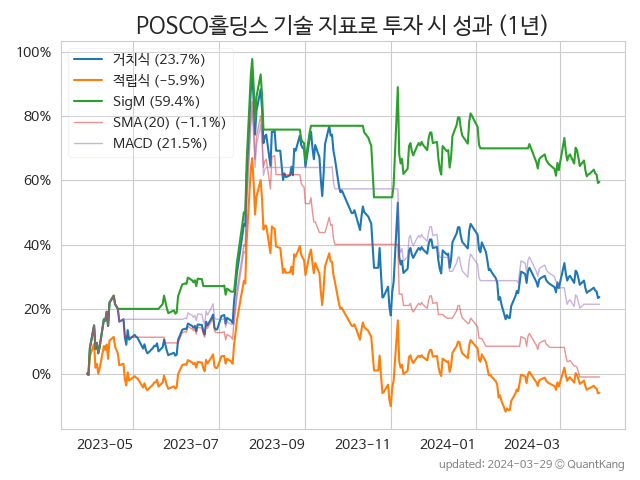 POSCO홀딩스 기술 지표로 투자 시 성과 (1년)
100%
80%
60%
40%
20%
0%
거치식 (23.7%)
적립식 (−5.9%)
SigM (59.4%)
SMA(20) (−1.1%)
MACD (21.5%)
2023-05
2023-07
2023-09
2023-11
2024-01
2024-03
updated: 2024-03-29 © QuantKang